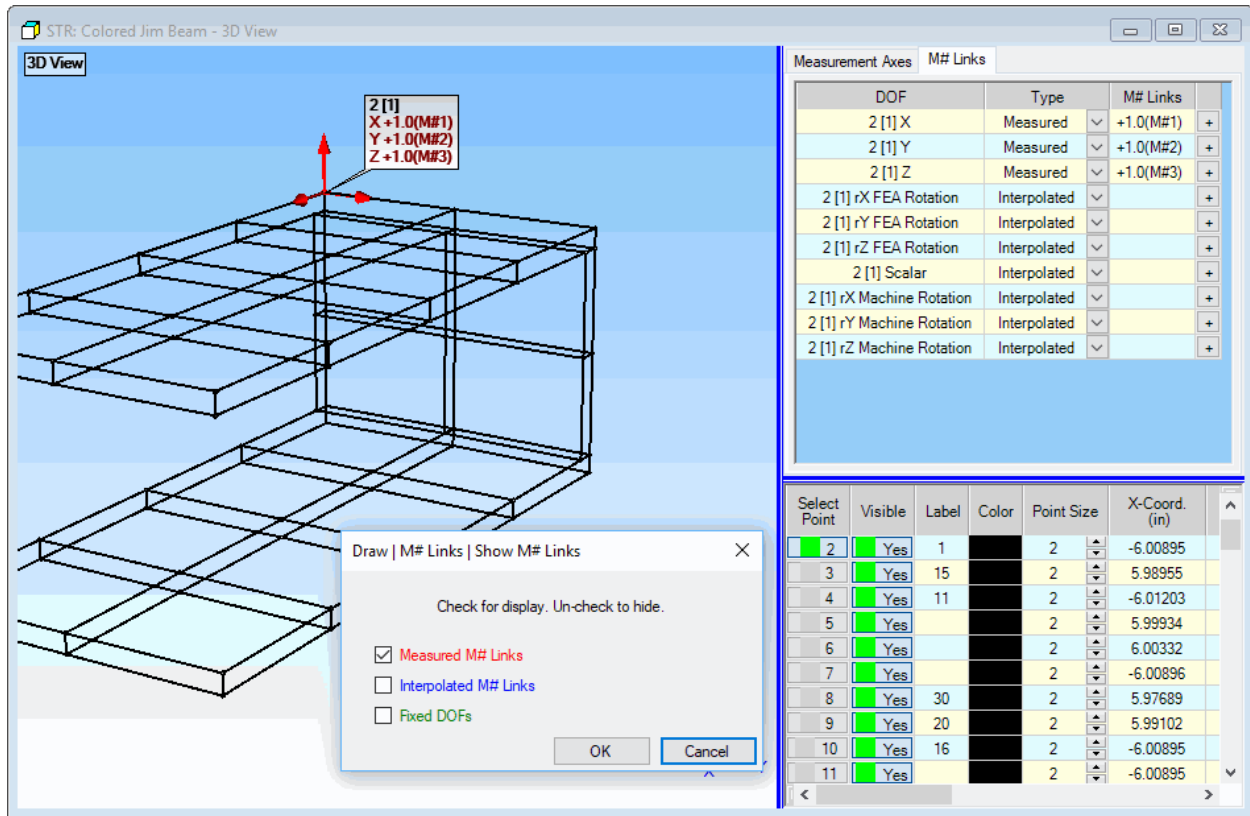 STR: Colored Jim Beam - 3D View
3D View
2 [1]
X +1.0(M#1)
Y +1.0(M#2)
Z +1.0(M#3)
Measurement Axes M# Links
DOF Type M# Links
2 [1] X Measured +1.0(M#1) +
2 [1] Y Measured +1.0(M#2) +
2 [1] Z Measured +1.0(M#3) +
2 [1] rX FEA Rotation Interpolated +
2 [1] rY FEA Rotation Interpolated +
2 [1] rZ FEA Rotation Interpolated +
2 [1] Scalar Interpolated +
2 [1] rX Machine Rotation Interpolated +
2 [1] rY Machine Rotation Interpolated +
2 [1] rZ Machine Rotation Interpolated +
Select Point Visible Label Color Point Size X-Coord. (in)
2 Yes 1 2 -6.00895
3 Yes 15 2 5.98955
4 Yes 11 2 -6.01203
5 Yes 2 5.99934
6 Yes 2 6.00332
7 Yes 2 -6.00896
8 Yes 30 2 5.97689
9 Yes 20 2 5.99102
10 Yes 16 2 -6.00895
11 Yes 2 -6.00895
Draw | M# Links | Show M# Links
Check for display. Un-check to hide.
Measured M# Links
Interpolated M# Links
Fixed DOFs
OK Cancel